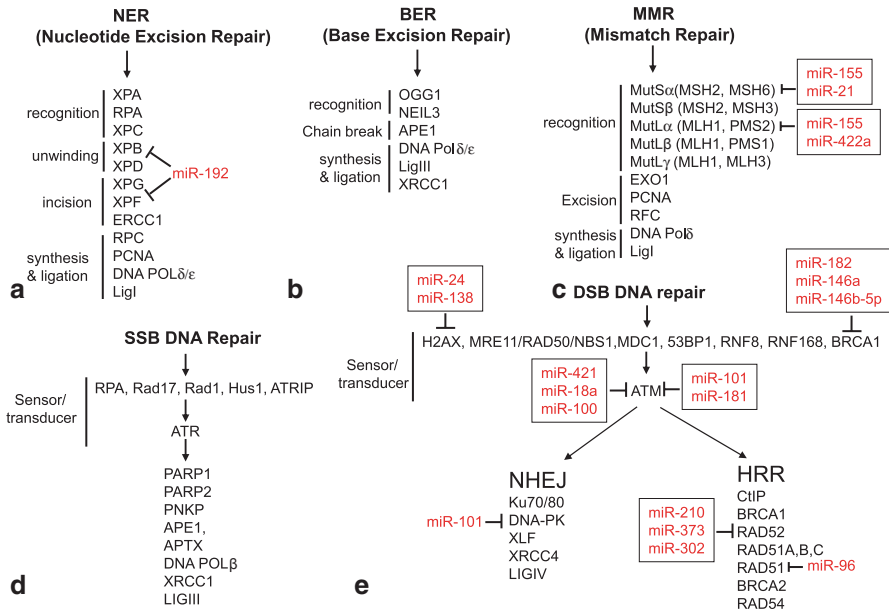 NER
(Nucleotide Excision Repair)
recognition
XPA
RPA
XPC
unwinding
XPB
XPD
miR-192
incision
XPG
XPF
ERCC1
synthesis
& ligation
RPC
PCNA
DNA POLδ/ε
LigI
a
BER
(Base Excision Repair)
recognition
OGG1
NEIL3
Chain break
APE1
synthesis
& ligation
DNA Polδ/ε
LigIII
XRCC1
b
MMR
(Mismatch Repair)
recognition
MutSα(MSH2, MSH6)
MutSβ (MSH2, MSH3)
MutLα (MLH1, PMS2)
MutLβ (MLH1, PMS1)
MutLγ (MLH1, MLH3)
miR-155
miR-21
miR-155
miR-422a
Excision
EXO1
PCNA
RFC
synthesis
& ligation
DNA Polδ
LigI
c
SSB DNA Repair
Sensor/
transducer
RPA, Rad17, Rad1, Hus1, ATRIP
ATR
PARP1
PARP2
PNKP
APE1,
APTX
DNA POLβ
XRCC1
LIGIII
d
DSB DNA repair
miR-24
miR-138
miR-182
miR-146a
miR-146b-5p
Sensor/
transducer
H2AX, MRE11/RAD50/NBS1,MDC1, 53BP1, RNF8, RNF168, BRCA1
miR-421
miR-18a
miR-100
ATM
miR-101
miR-181
NHEJ
Ku70/80
miR-101
DNA-PK
XLF
XRCC4
LIGIV
HRR
CtIP
BRCA1
miR-210
miR-373
miR-302
RAD52
RAD51A,B,C
RAD51
miR-96
BRCA2
RAD54
e